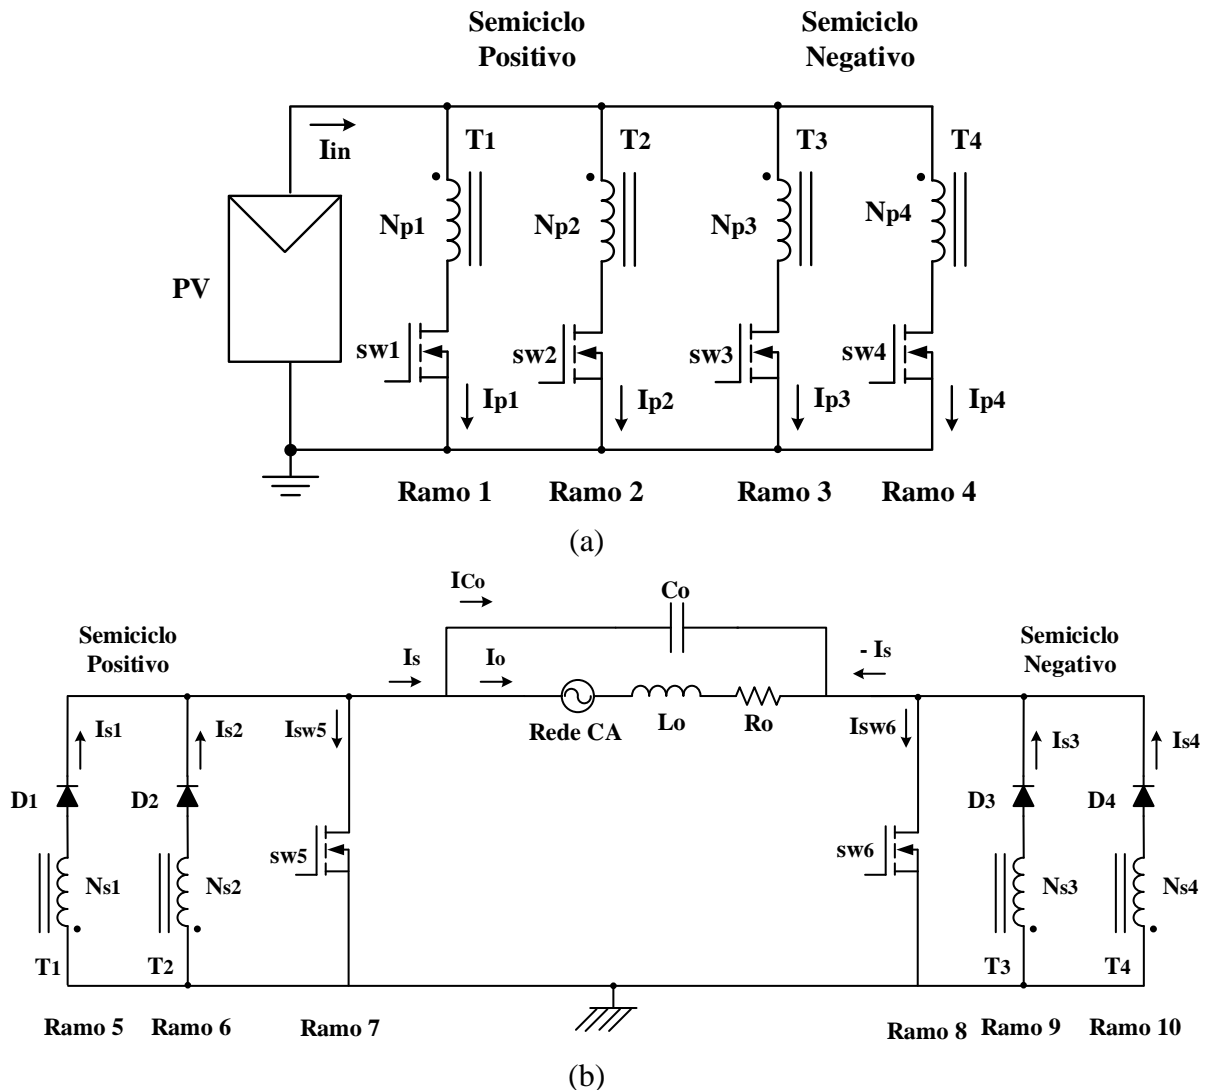 Semiciclo Positivo
Semiciclo Negativo
Iin
T1
T2
T3
T4
Np1
Np2
Np3
Np4
PV
sw1
sw2
sw3
sw4
Ip1
Ip2
Ip3
Ip4
Ramo 1
Ramo 2
Ramo 3
Ramo 4
(a)
ICo
Co
Semiciclo Positivo
Semiciclo Negativo
Is
Io
- Is
Is1
Is2
Isw5
Rede CA
Lo
Ro
Isw6
Is3
Is4
D1
D2
D3
D4
sw5
sw6
Ns1
Ns2
Ns3
Ns4
T1
T2
T3
T4
Ramo 5
Ramo 6
Ramo 7
Ramo 8
Ramo 9
Ramo 10
(b)